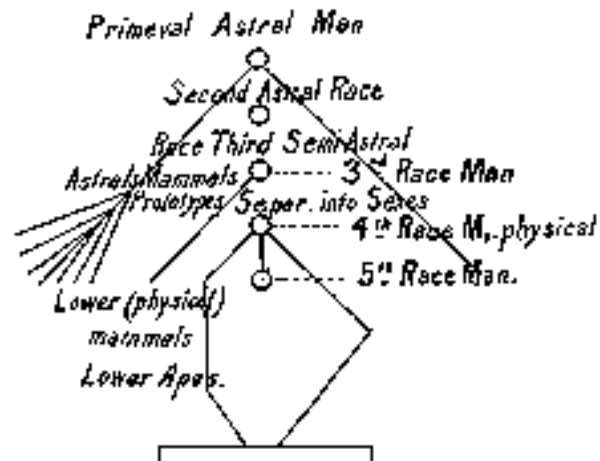 Primeval Astral Man
Second Astral Race
Race Third Semi Astral
Astral Mammals
Prototypes
3rd Race Man
Separ. into Sexes
4th Race M,-physical
5th Race Man.
Lower (physical)
mammals
Lower Apes.